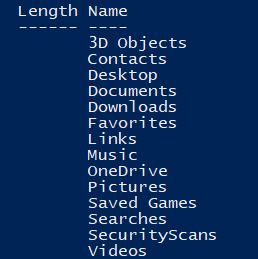 Length Name
------ ----
3D Objects
Contacts
Desktop
Documents
Downloads
Favorites
Links
Music
OneDrive
Pictures
Saved Games
Searches
SecurityScans
Videos